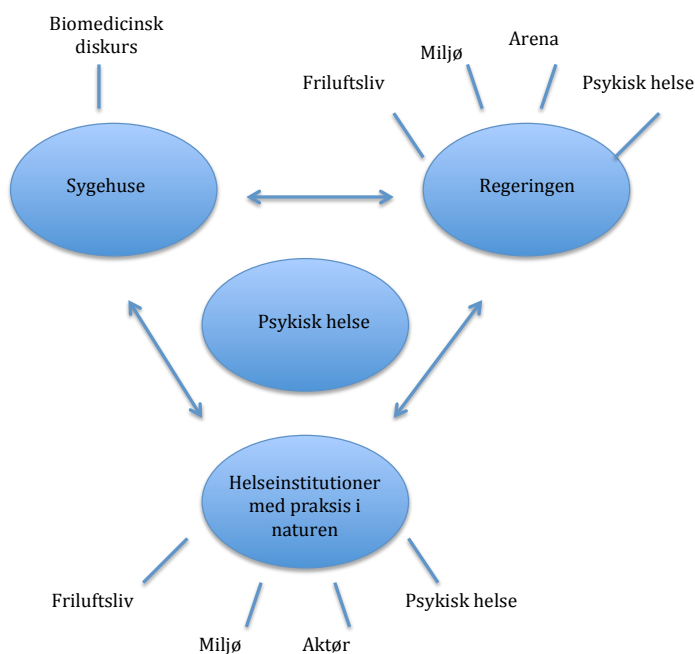 Biomedicinsk
diskurs
Friluftsliv
Miljø
Arena
Psykisk helse
Sygehuse
Regeringen
Psykisk helse
Helseinstitutioner
med praksis i
naturen
Friluftsliv
Miljø
Aktør
Psykisk helse